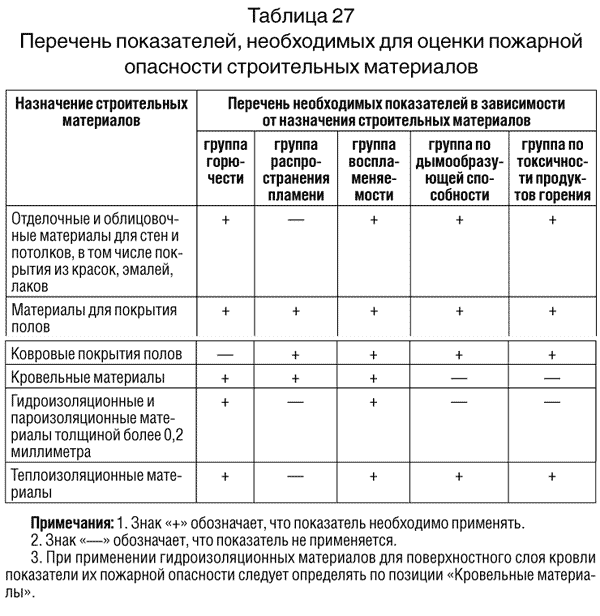 Таблица 27
Перечень показателей, необходимых для оценки пожарной
опасности строительных материалов
Назначение строительных
материалов
Перечень необходимых показателей в зависимости
от назначения строительных материалов
группа
горю-
чести
группа
распро-
странения
пламени
группа
воспла-
меняе-
мости
группа по
дымообразу-
ющей спо-
собности
группа по
токсичнос-
ти продук-
тов горения
Отделочные и облицовоч-
ные материалы для стен и
потолков, в том числе пок-
рытия из красок, эмалей,
лаков
+ — + + +
Материалы для покрытия
полов
+ + + + +
Ковровые покрытия полов — + + + +
Кровельные материалы + + + — —
Гидроизоляционные и
пароизоляционные мате-
риалы толщиной более 0,2
миллиметра
+ — + — —
Теплоизоляционные мате-
риалы
+ — + + +
Примечания: 1. Знак «+» обозначает, что показатель необходимо применять.
2. Знак «—» обозначает, что показатель не применяется.
3. При применении гидроизоляционных материалов для поверхностного слоя кровли
показатели их пожарной опасности следует определять по позиции «Кровельные материа-
лы».